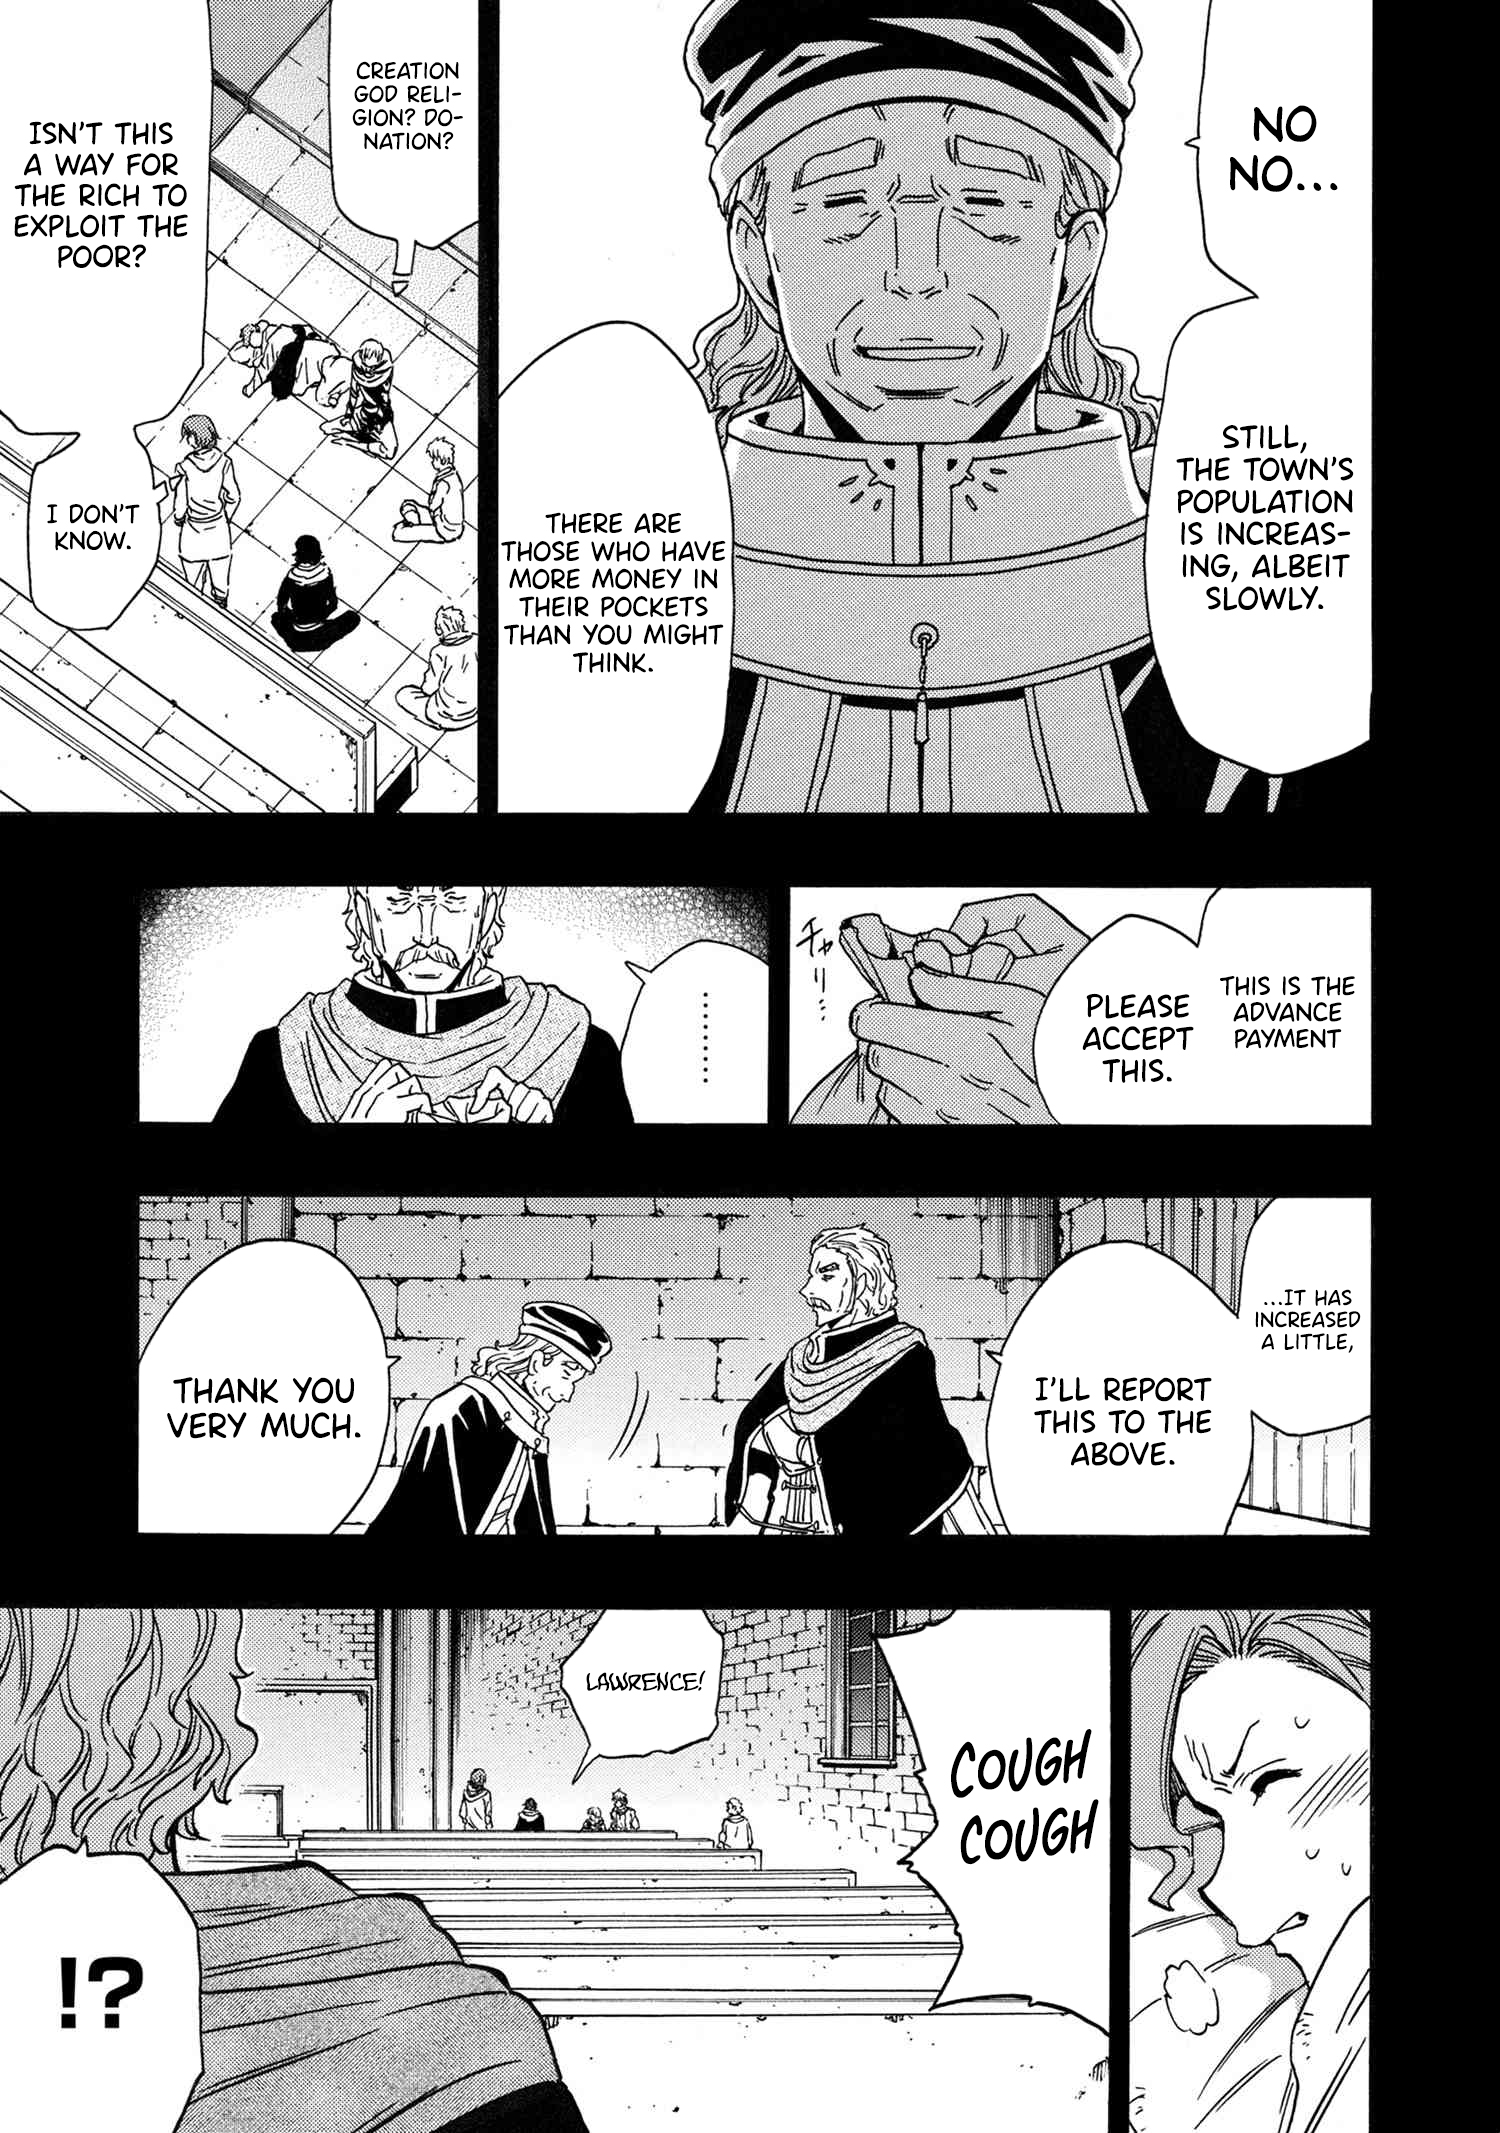 NO
NO...
STILL,
THE TOWN'S
POPULATION
IS INCREAS-
ING, ALBEIT
SLOWLY.
THERE ARE
THOSE WHO HAVE
MORE MONEY IN
THEIR POCKETS
THAN YOU MIGHT
THINK.
CREATION
GOD RELI-
GION? DO-
NATION?
ISN'T THIS
A WAY FOR
THE RICH TO
EXPLOIT THE
POOR?
I DON'T
KNOW.
THIS IS THE
ADVANCE
PAYMENT
PLEASE
ACCEPT
THIS.
チャリ…
.........
...IT HAS
INCREASED
A LITTLE,
I'LL REPORT
THIS TO THE
ABOVE.
THANK YOU
VERY MUCH.
COUGH
COUGH
LAWRENCE!
!?